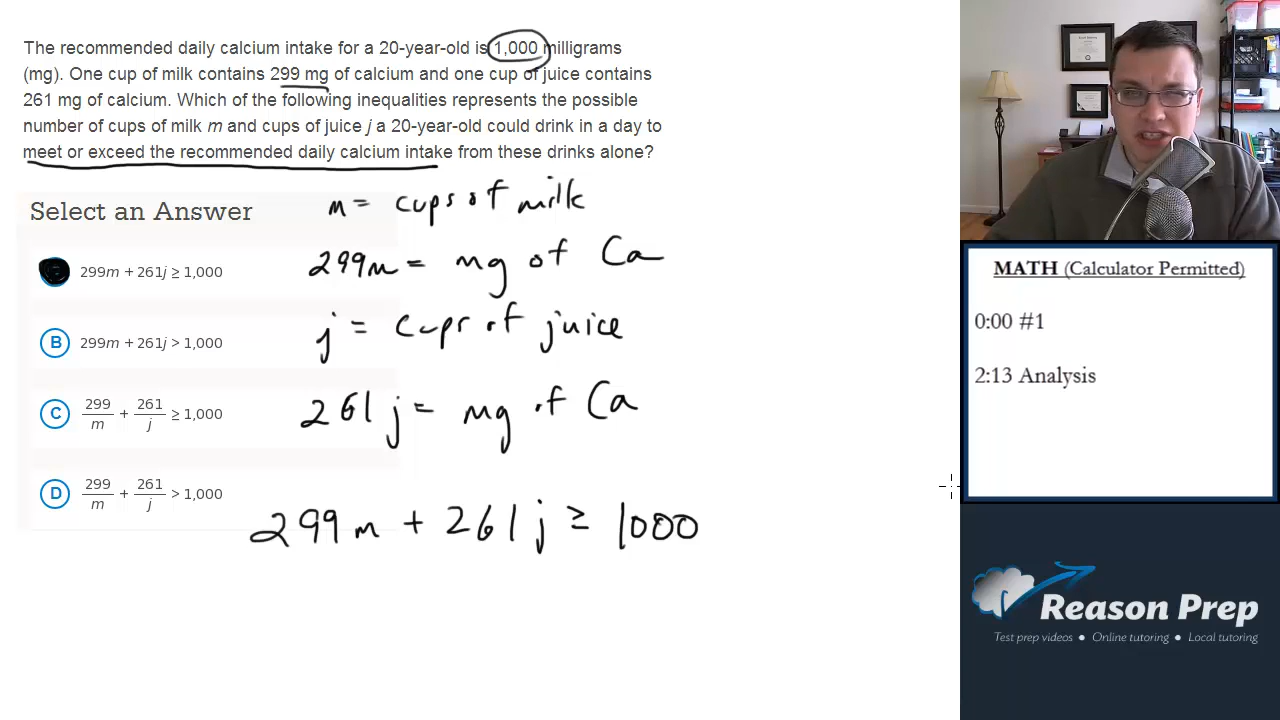 The recommended daily calcium intake for a 20-year-old is 1,000 milligrams
(mg). One cup of milk contains 299 mg of calcium and one cup of juice contains
261 mg of calcium. Which of the following inequalities represents the possible
number of cups of milk m and cups of juice j a 20-year-old could drink in a day to
meet or exceed the recommended daily calcium intake from these drinks alone?
Select an Answer
299m + 261j ≥ 1,000
B 299m + 261j > 1,000
C 299/m + 261/j ≥ 1,000
D 299/m + 261/j > 1,000
m = cups of milk
299m = mg of Ca
j = cups of juice
261j = mg of Ca
299m + 261j ≥ 1000
MATH (Calculator Permitted)
0:00 #1
2:13 Analysis
Reason Prep
Test prep videos • Online tutoring • Local tutoring